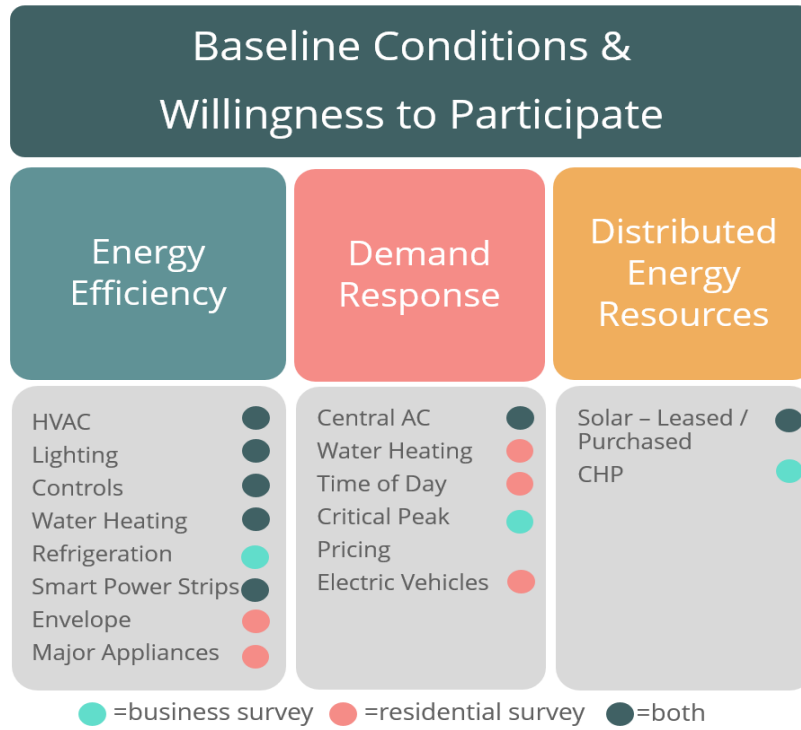 Baseline Conditions &
Willingness to Participate
Energy
Efficiency
Demand
Response
Distributed
Energy
Resources
HVAC
Lighting
Controls
Water Heating
Refrigeration
Smart Power Strips
Envelope
Major Appliances
Central AC
Water Heating
Time of Day
Critical Peak
Pricing
Electric Vehicles
Solar – Leased /
Purchased
CHP
=business survey =residential survey =both